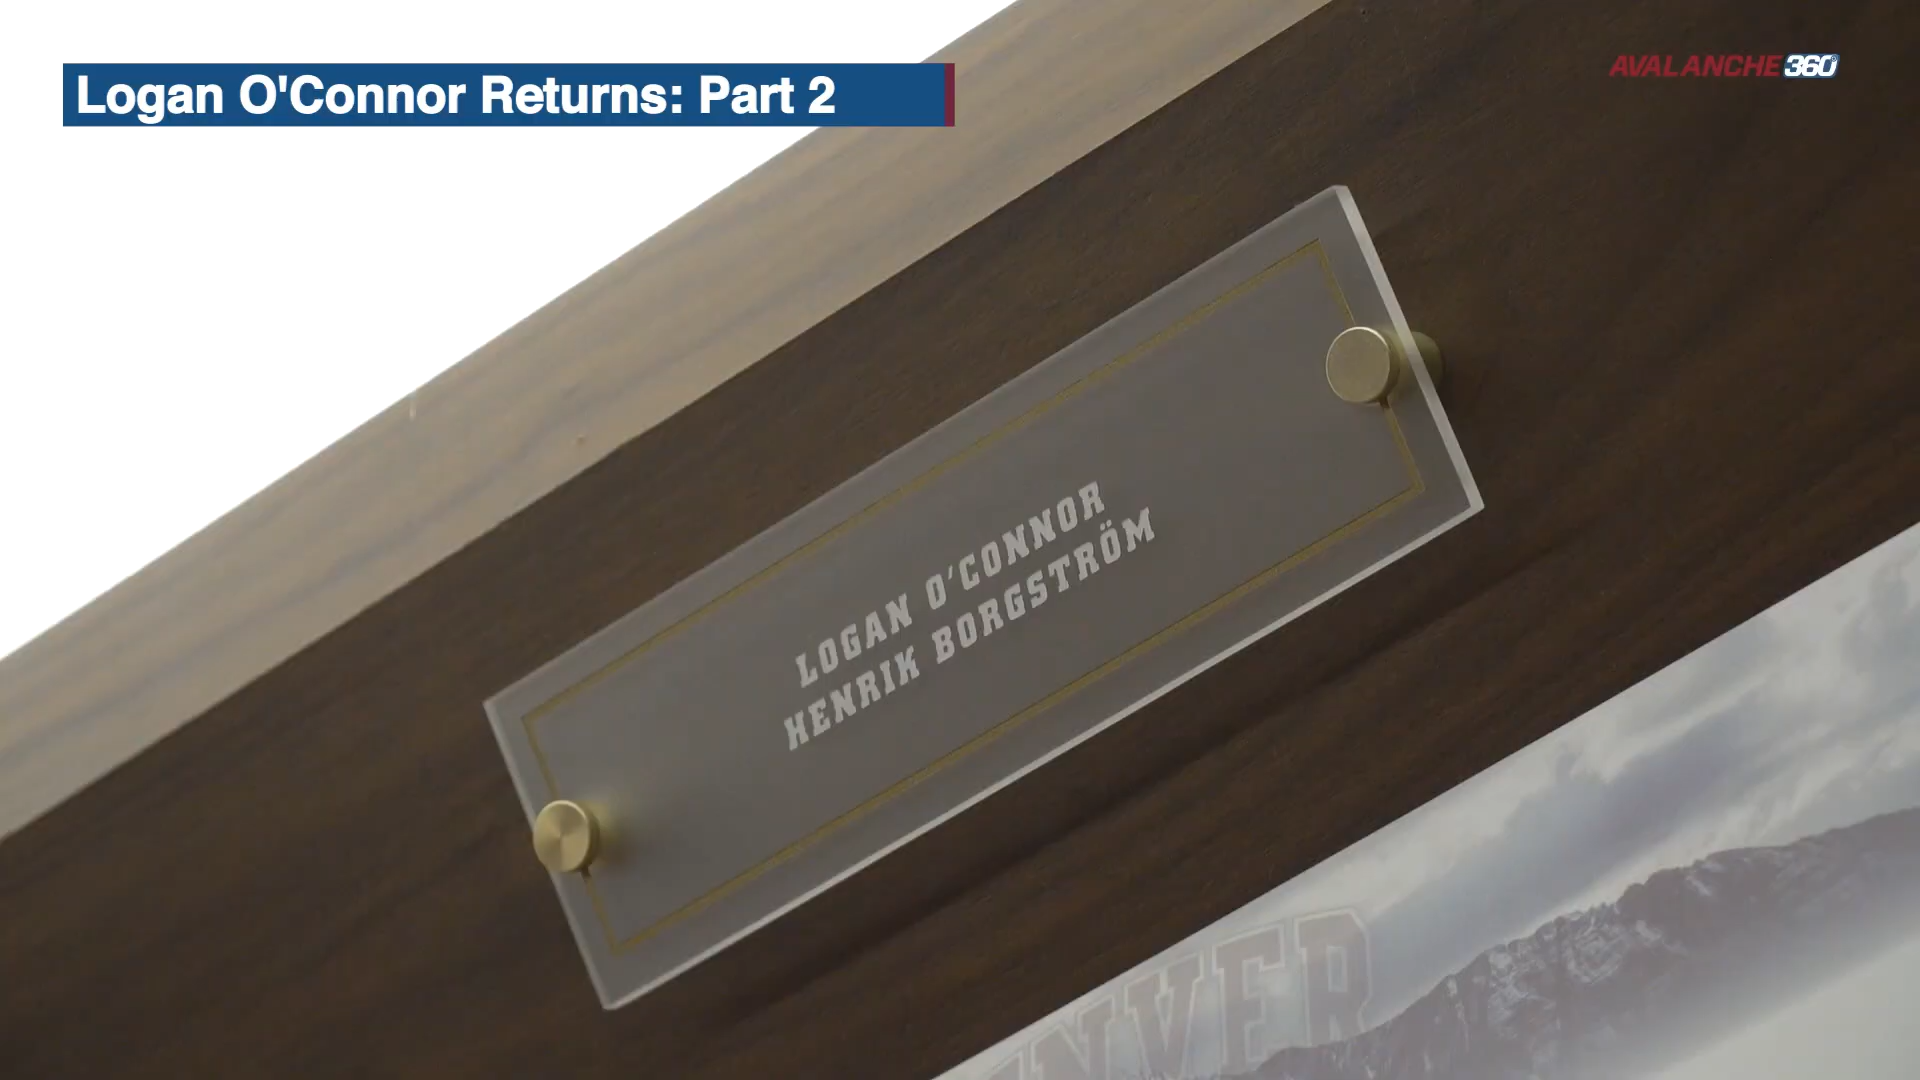 Logan O'Connor Returns: Part 2
AVALANCHE 360°
LOGAN O'CONNOR
HENRIK BORGSTRÖM